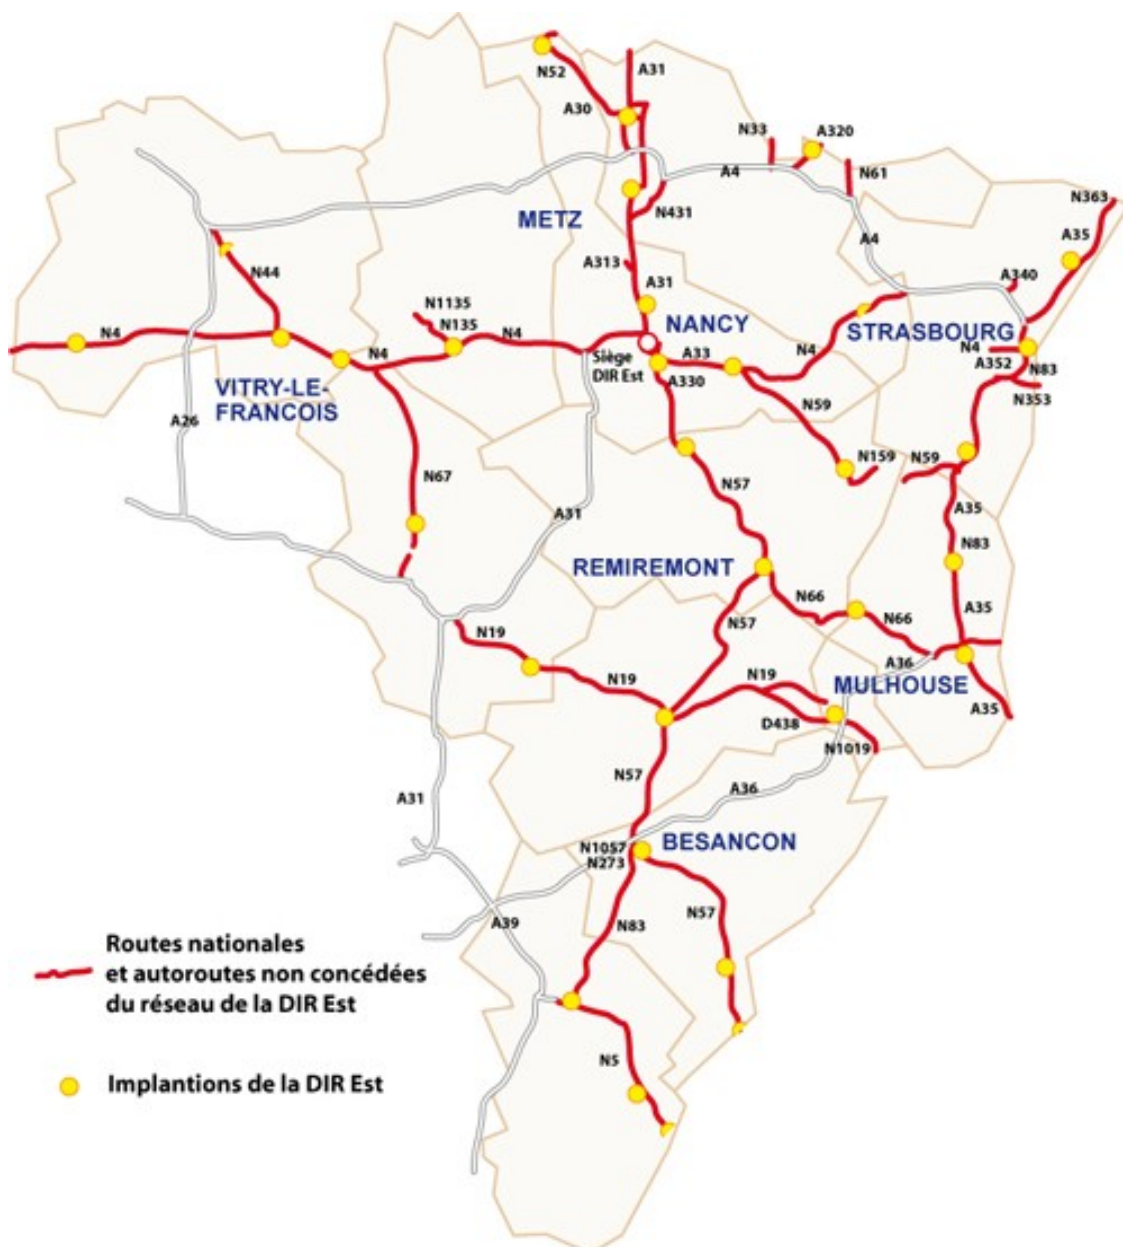 N52
A31
A30
N33
A320
A4
N61
N363
N431
METZ
A35
A4
A313
N44
A340
A31
N1135
N135
NANCY
STRASBOURG
N4
N4
N4
N4
N4
Siège
DIR Est
A33
A352
N83
A330
N353
VITRY-LE-
FRANCOIS
A26
N59
N159
N59
N67
N57
A35
A31
N83
REMIREMONT
N66
N66
A35
N57
N19
A36
N19
N19
MULHOUSE
A35
D438
N1019
N57
A36
A31
N1057
N273
BESANCON
N57
A39
N83
Routes nationales
et autoroutes non concédées
du réseau de la DIR Est
N5
Implantions de la DIR Est